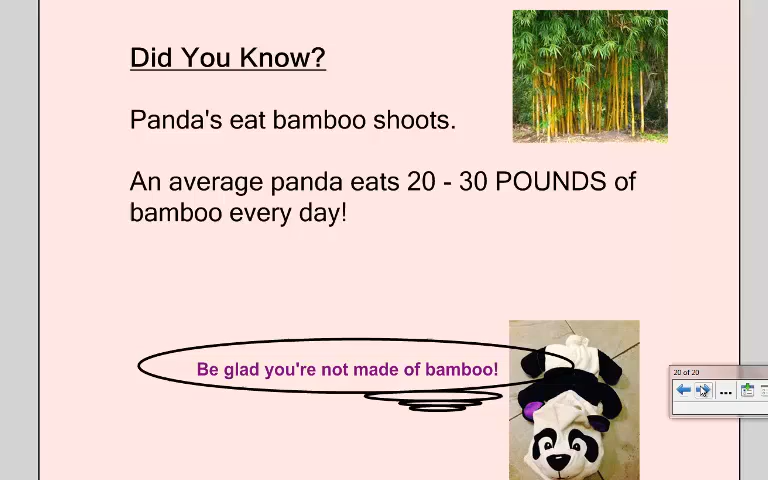 Did You Know?
Panda's eat bamboo shoots.
An average panda eats 20 - 30 POUNDS of
bamboo every day!
Be glad you're not made of bamboo!
20 of 20